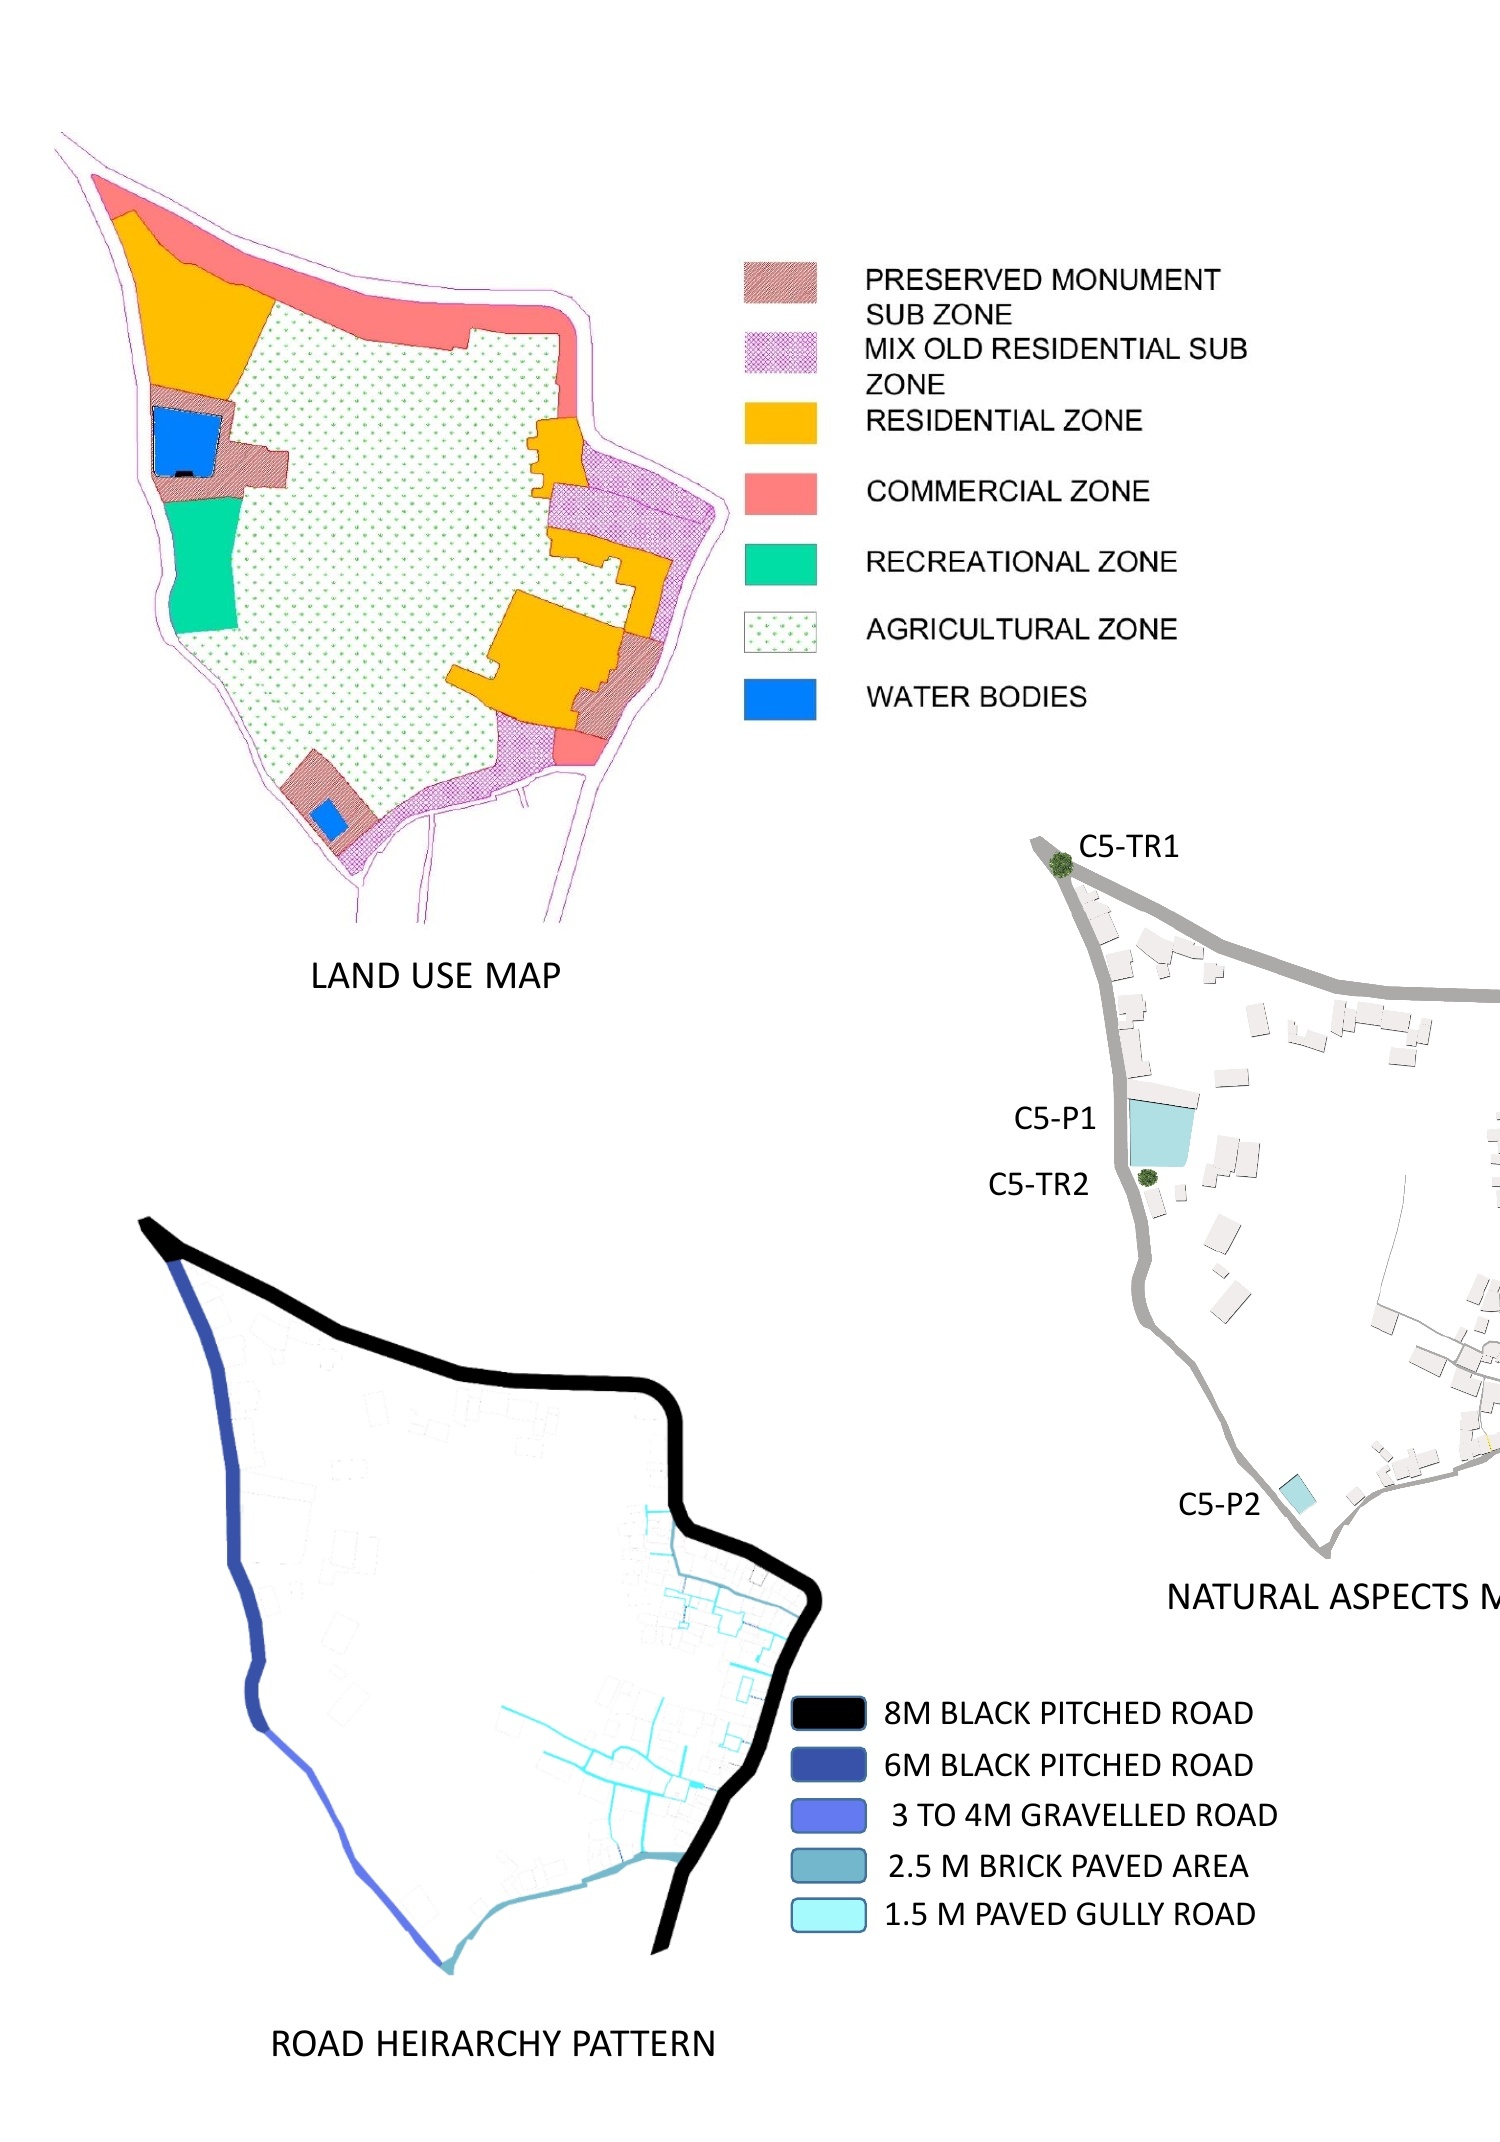 PRESERVED MONUMENT
SUB ZONE
MIX OLD RESIDENTIAL SUB
ZONE
RESIDENTIAL ZONE
COMMERCIAL ZONE
RECREATIONAL ZONE
AGRICULTURAL ZONE
WATER BODIES
LAND USE MAP
C5-TR1
C5-P1
C5-TR2
C5-P2
NATURAL ASPECTS M
8M BLACK PITCHED ROAD
6M BLACK PITCHED ROAD
3 TO 4M GRAVELLED ROAD
2.5 M BRICK PAVED AREA
1.5 M PAVED GULLY ROAD
ROAD HEIRARCHY PATTERN